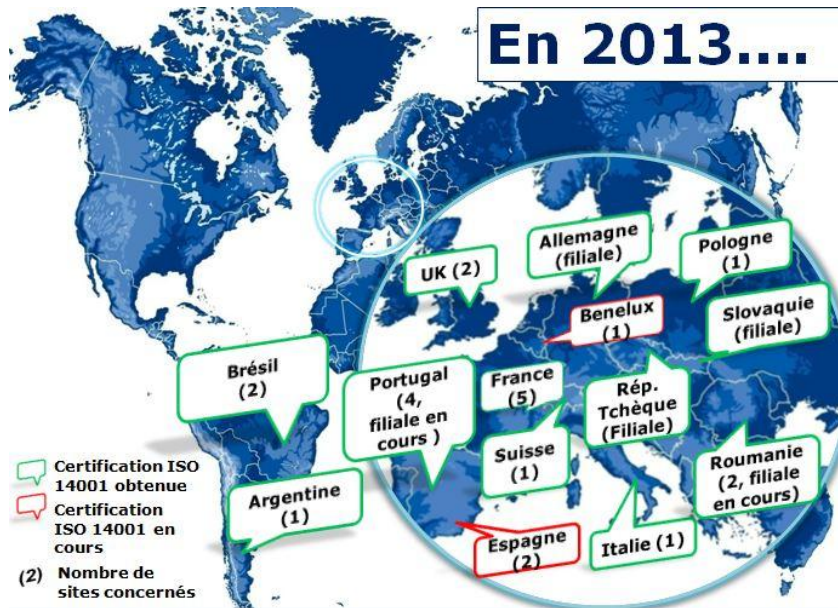 En 2013....
Allemagne
(filiale)
Pologne
(1)
UK (2)
Benelux
(1)
Slovaquie
(filiale)
Brésil
(2)
Portugal
(4,
filiale en
cours )
France
(5)
Rép.
Tchèque
(Filiale)
Suisse
(1)
Roumanie
(2, filiale
en cours)
Argentine
(1)
Espagne
(2)
Italie (1)
Certification ISO
14001 obtenue
Certification
ISO 14001 en
cours
(2) Nombre de
sites concernés